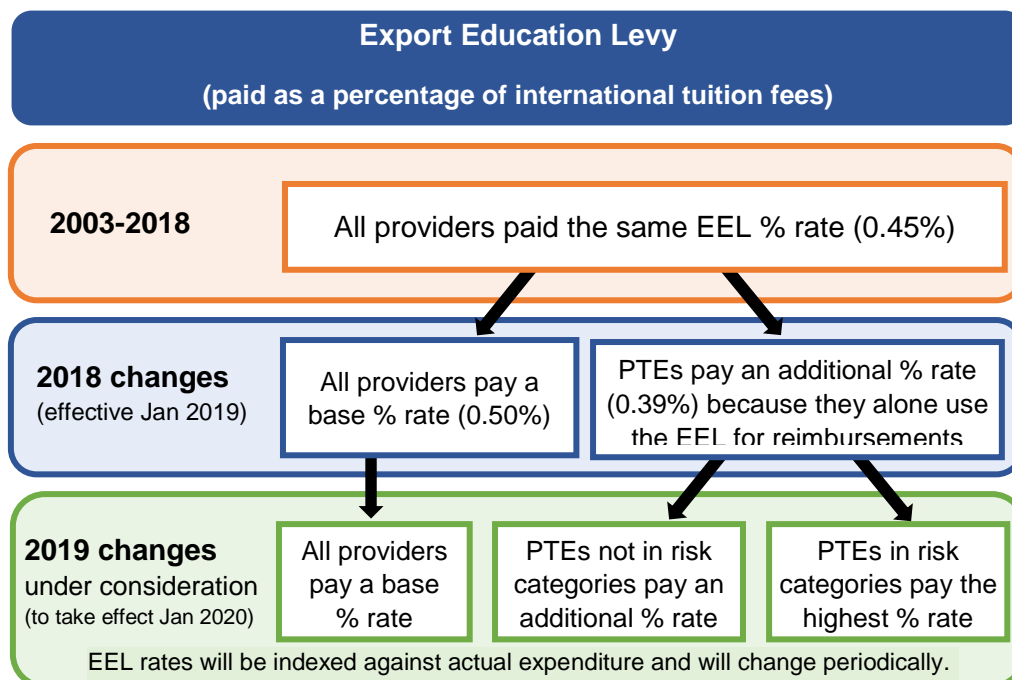 Export Education Levy
(paid as a percentage of international tuition fees)
2003-2018
All providers paid the same EEL % rate (0.45%)
2018 changes
(effective Jan 2019)
All providers pay a
base % rate (0.50%)
PTEs pay an additional % rate
(0.39%) because they alone use
the EEL for reimbursements
2019 changes
under consideration
(to take effect Jan 2020)
All providers
pay a base
% rate
PTEs not in risk
categories pay an
additional % rate
PTEs in risk
categories pay the
highest % rate
EEL rates will be indexed against actual expenditure and will change periodically.